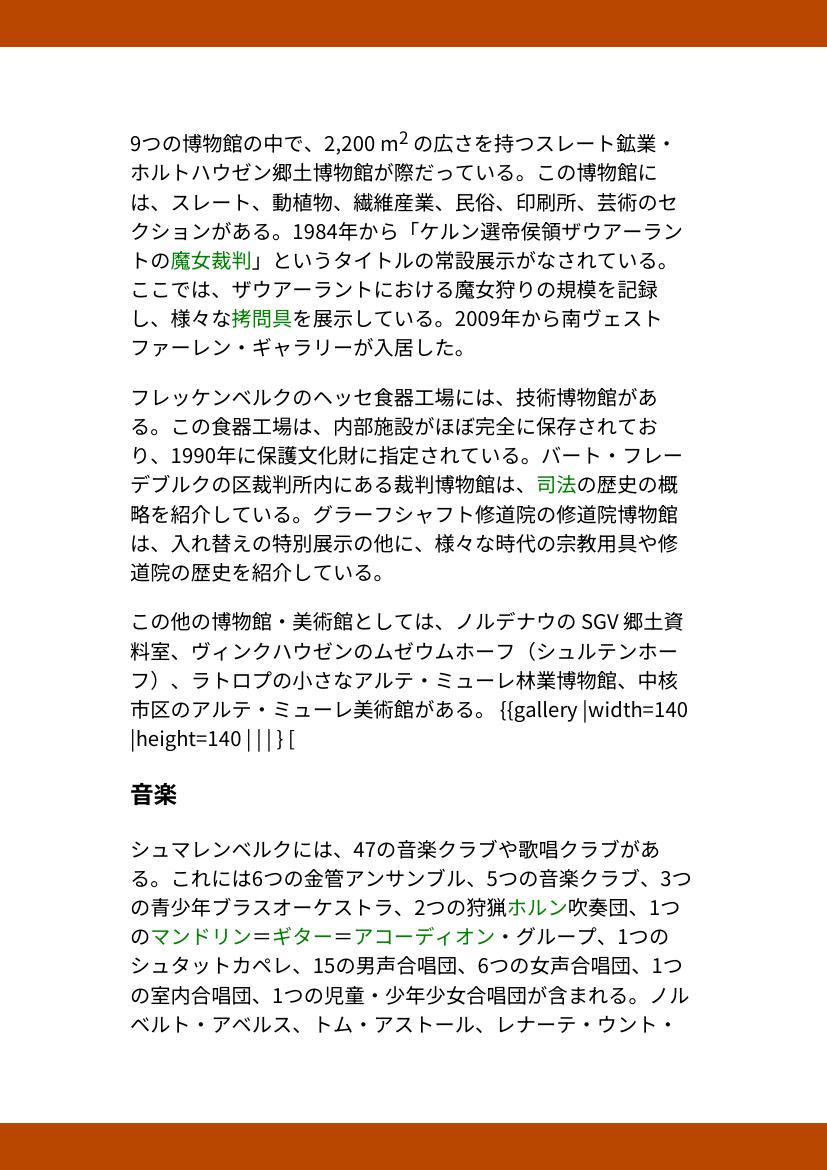 9つの博物館の中で、2,200 m2 の広さを持つスレート鉱業・
ホルトハウゼン郷土博物館が際だっている。この博物館に
は、スレート、動植物、繊維産業、民俗、印刷所、芸術のセ
クションがある。1984年から「ケルン選帝侯領ザウアーラン
トの魔女裁判」というタイトルの常設展示がなされている。
ここでは、ザウアーラントにおける魔女狩りの規模を記録
し、様々な拷問具を展示している。2009年から南ヴェスト
ファーレン・ギャラリーが入居した。
フレッケンベルクのヘッセ食器工場には、技術博物館があ
る。この食器工場は、内部施設がほぼ完全に保存されてお
り、1990年に保護文化財に指定されている。バート・フレー
デブルクの区裁判所内にある裁判博物館は、司法の歴史の概
略を紹介している。グラーフシャフト修道院の修道院博物館
は、入れ替えの特別展示の他に、様々な時代の宗教用具や修
道院の歴史を紹介している。
この他の博物館・美術館としては、ノルデナウの SGV 郷土資
料室、ヴィンクハウゼンのムゼウムホーフ（シュルテンホー
フ）、ラトロプの小さなアルテ・ミューレ林業博物館、中核
市区のアルテ・ミューレ美術館がある。 {{gallery |width=140
|height=140 | | | } [
音楽
シュマレンベルクには、47の音楽クラブや歌唱クラブがあ
る。これには6つの金管アンサンブル、5つの音楽クラブ、3つ
の青少年ブラスオーケストラ、2つの狩猟ホルン吹奏団、1つ
のマンドリン＝ギター＝アコーディオン・グループ、1つの
シュタットカペレ、15の男声合唱団、6つの女声合唱団、1つ
の室内合唱団、1つの児童・少年少女合唱団が含まれる。ノル
ベルト・アベルス、トム・アストール、レナーテ・ウント・